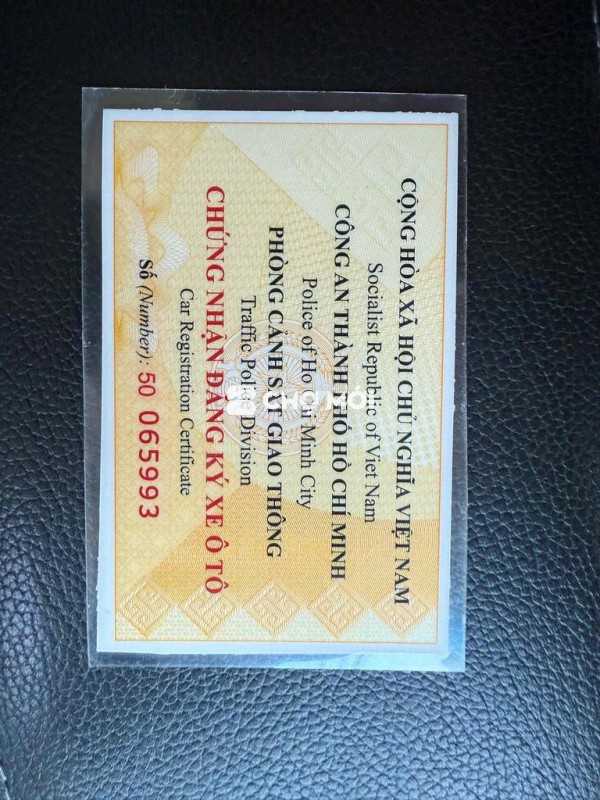 CỘNG HÒA XÃ HỘI CHỦ NGHĨA VIỆT NAM
Socialist Republic of Viet Nam
CÔNG AN THÀNH PHỐ HỒ CHÍ MINH
Police of Ho Chi Minh City
PHÒNG CẢNH SÁT GIAO THÔNG
Traffic Police Division
CHỨNG NHẬN ĐĂNG KÝ XE Ô TÔ
Car Registration Certificate
Số (Number): 50 065993
CHỢ MỚI